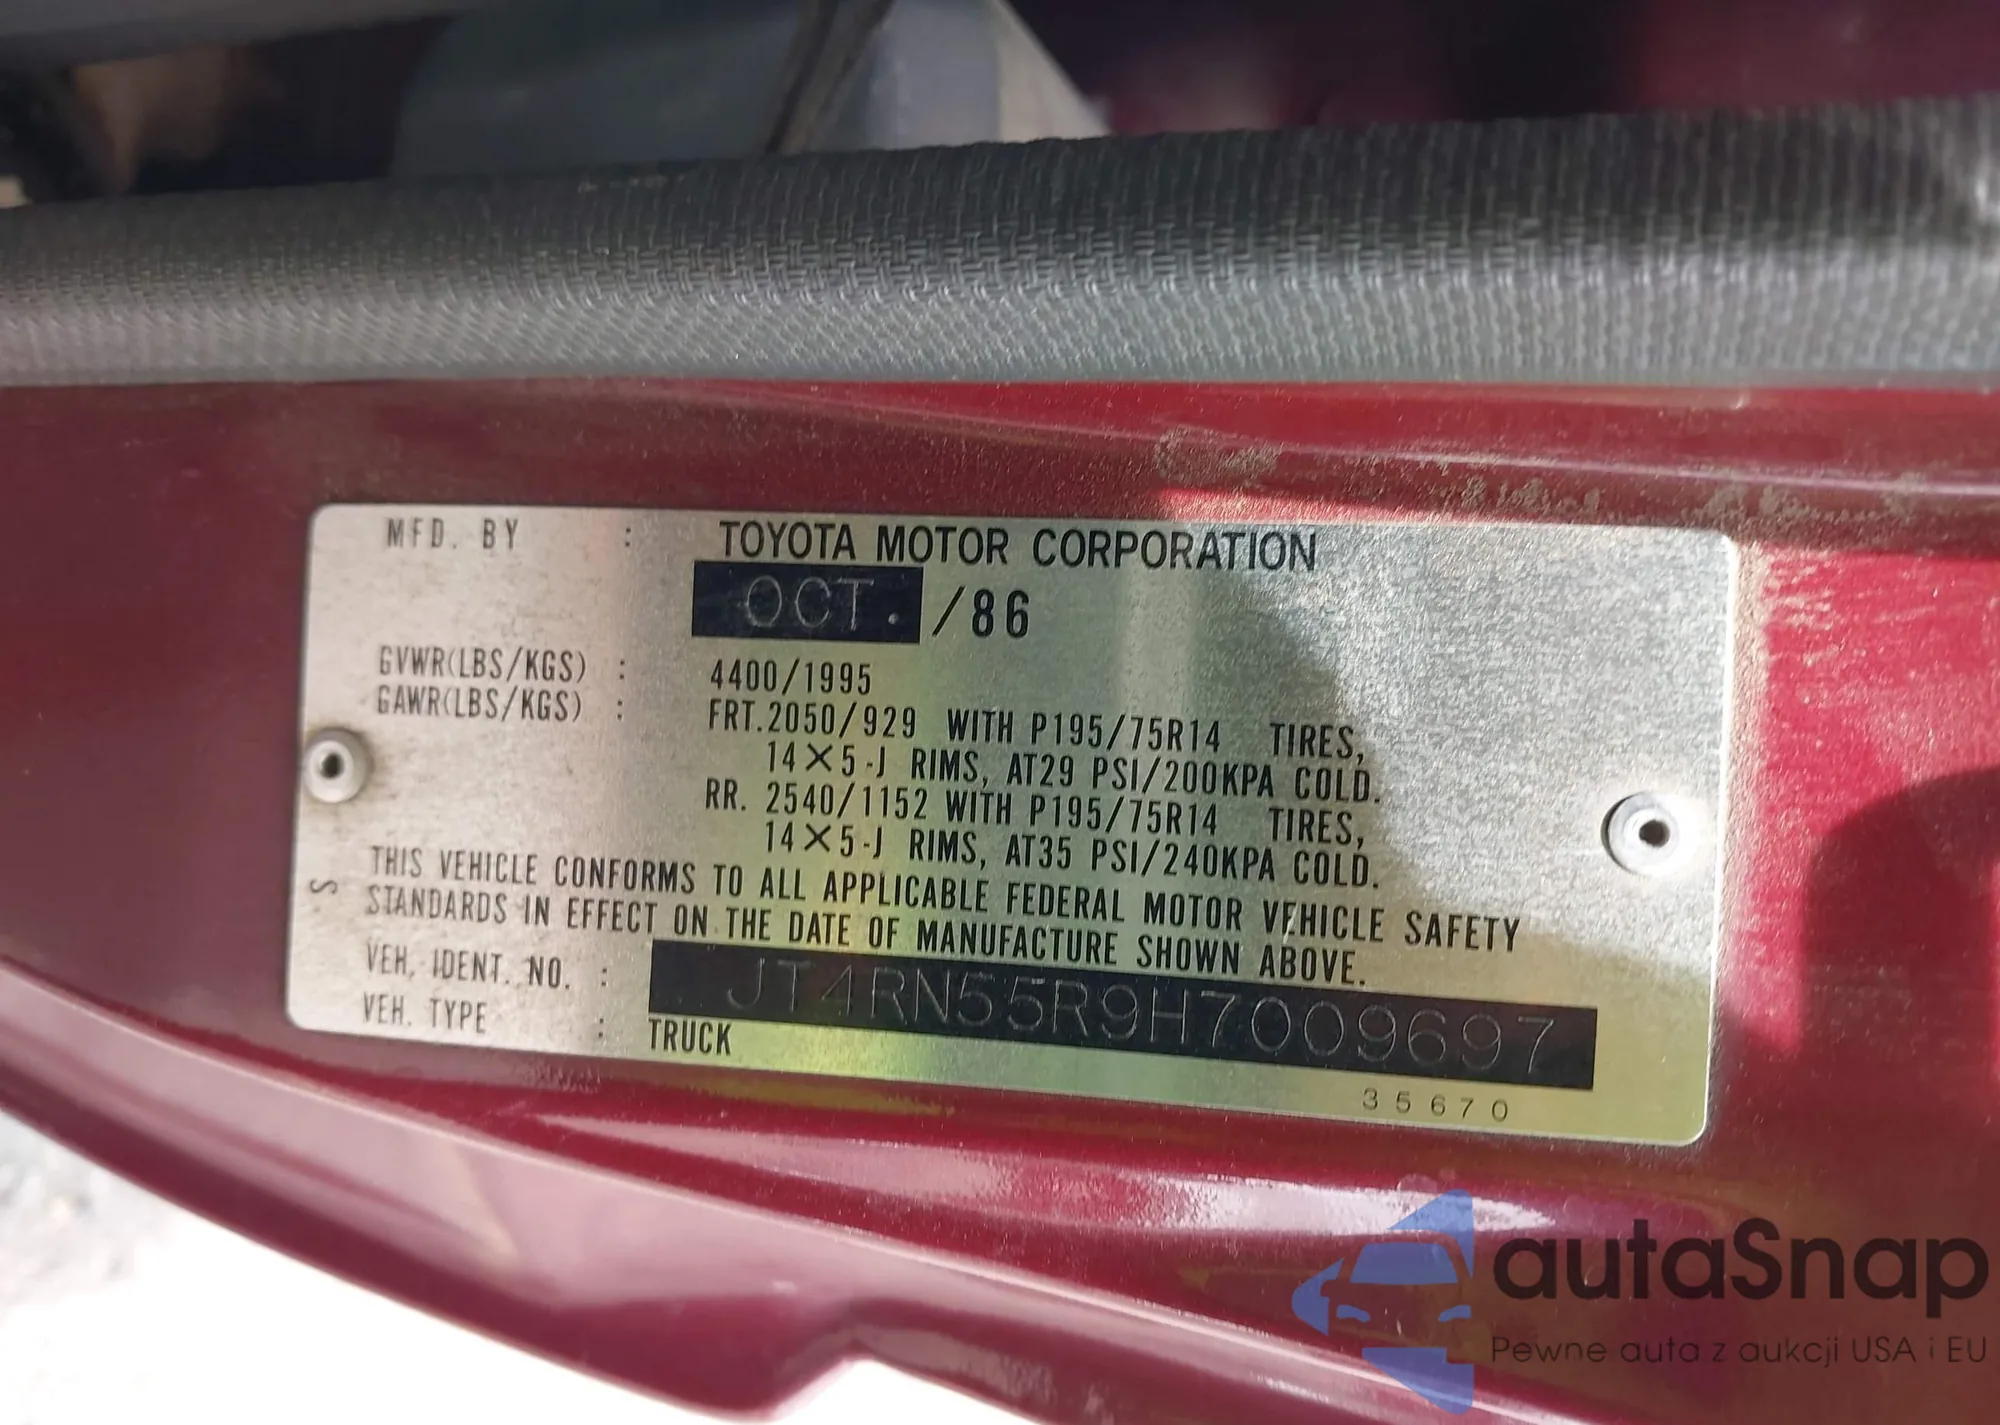 MFD. BY : TOYOTA MOTOR CORPORATION
OCT. /86
GVWR(LBS/KGS) : 4400/1995
GAWR(LBS/KGS) : FRT.2050/929 WITH P195/75R14 TIRES,
14×5-J RIMS, AT29 PSI/200KPA COLD.
RR. 2540/1152 WITH P195/75R14 TIRES,
14×5-J RIMS, AT35 PSI/240KPA COLD.
THIS VEHICLE CONFORMS TO ALL APPLICABLE FEDERAL MOTOR VEHICLE SAFETY
S
STANDARDS IN EFFECT ON THE DATE OF MANUFACTURE SHOWN ABOVE.
VEH. IDENT. NO. : JT4RN55R9H7009697
VEH. TYPE : TRUCK
35670
autaSnap
Pewne auta z aukcji USA i EU